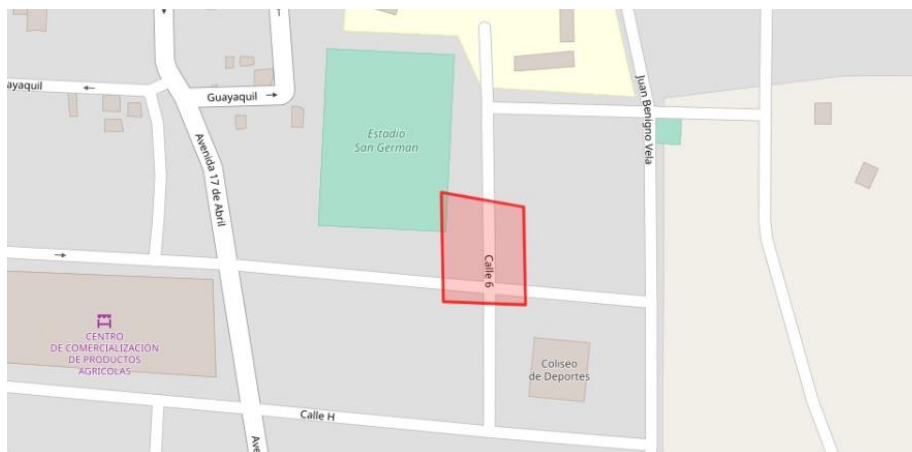 ayaquil
Guayaquil
Avenida 17 de Abril
Juan Benigno Vela
Estadio
San German
Calle 6
CENTRO
DE COMERCIALIZACIÓN
DE PRODUCTOS
AGRICOLAS
Coliseo
de Deportes
Calle H
Ave